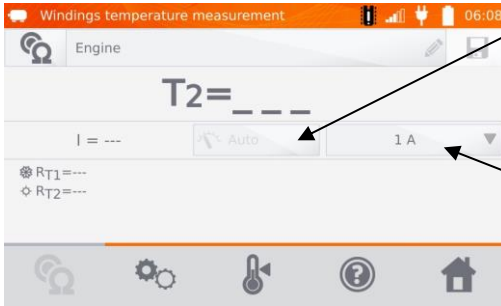 Windings temperature measurement 06:08
Engine
T2=_ _ _
I = --- Auto 1 A
RT1=---
RT2=---